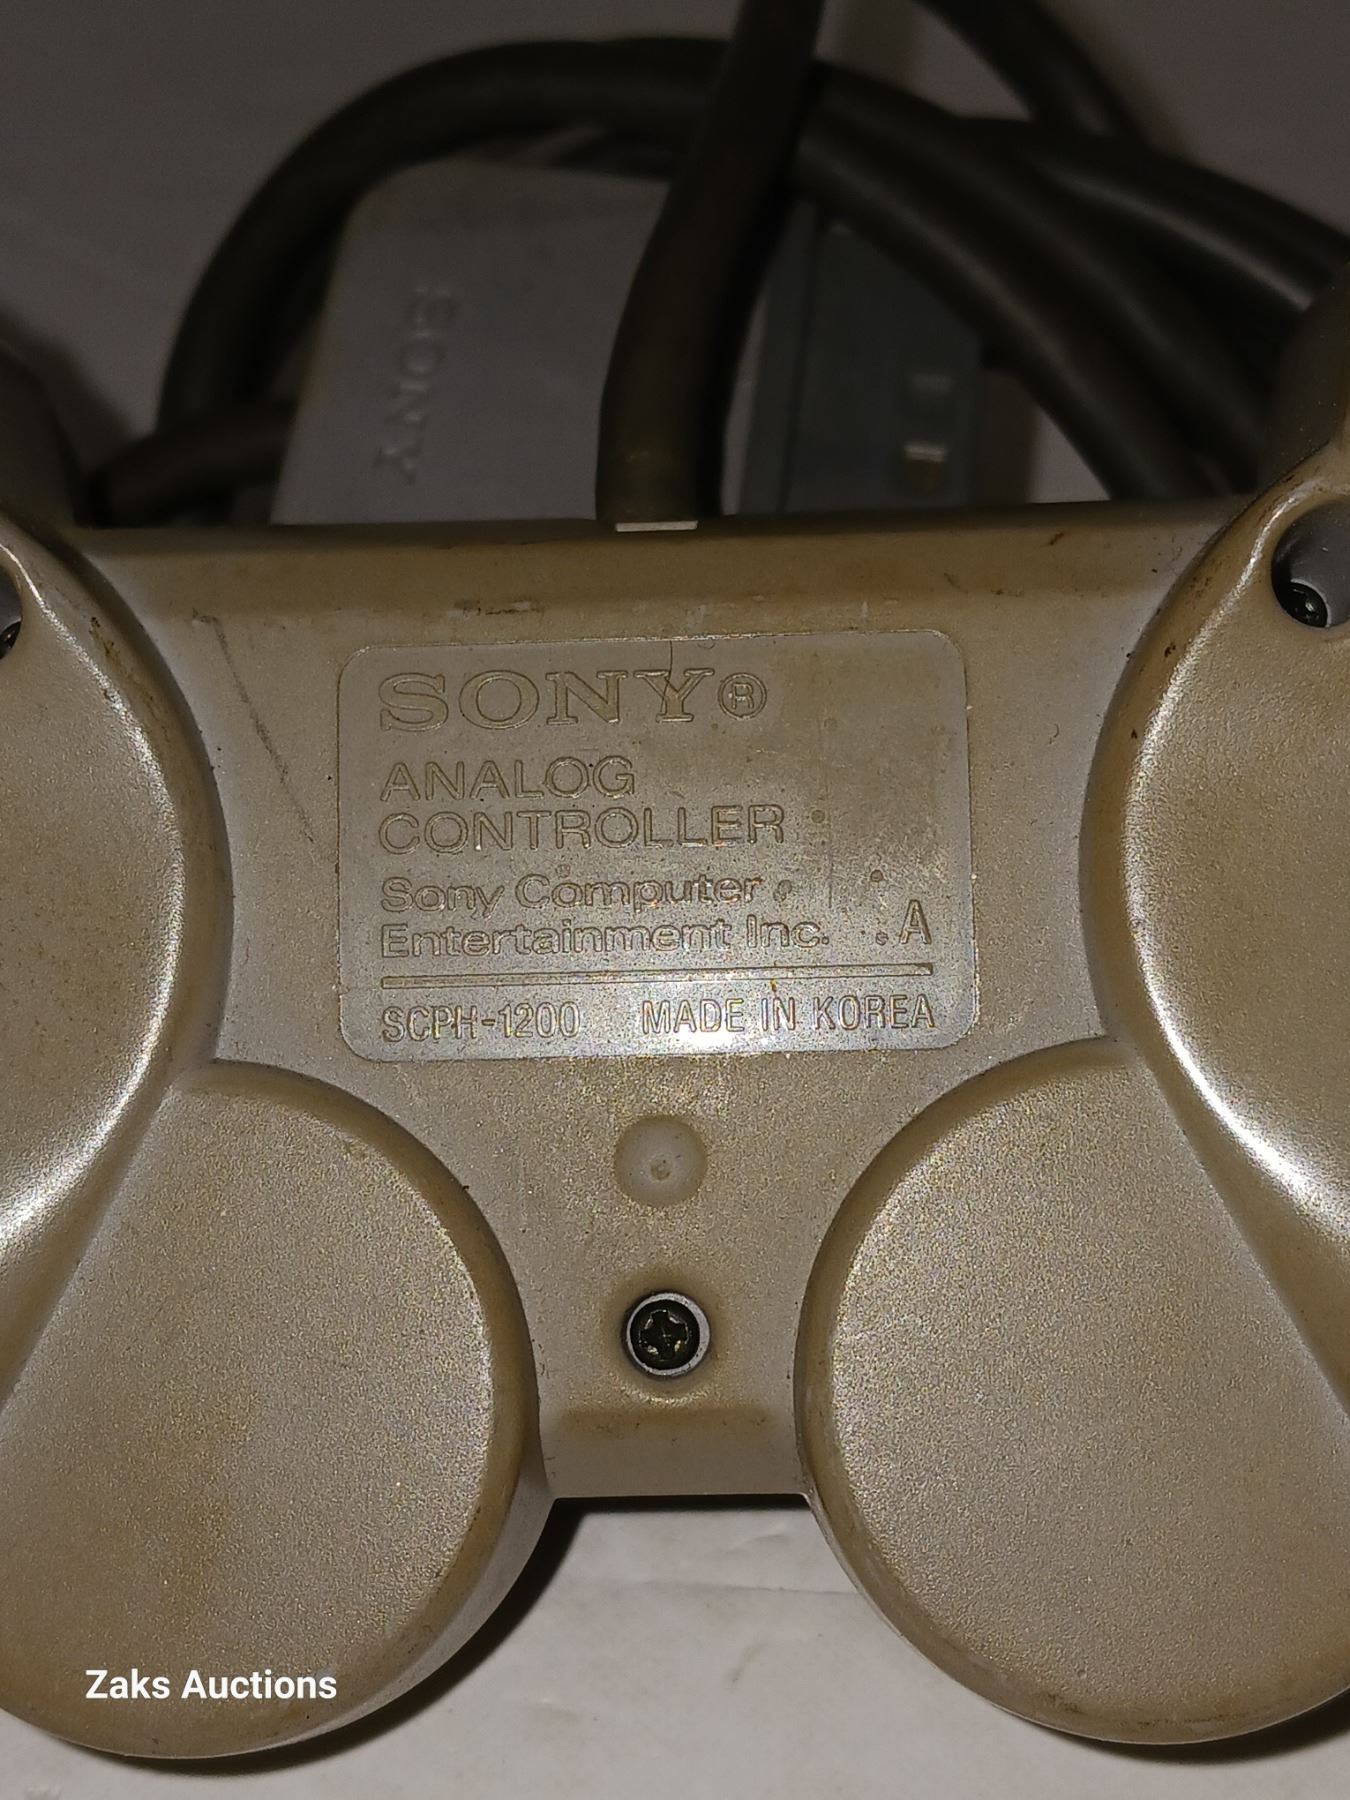 SONY
SONY®
ANALOG
CONTROLLER
Sony Computer
Entertainment Inc. A
SCPH-1200 MADE IN KOREA
Zaks Auctions